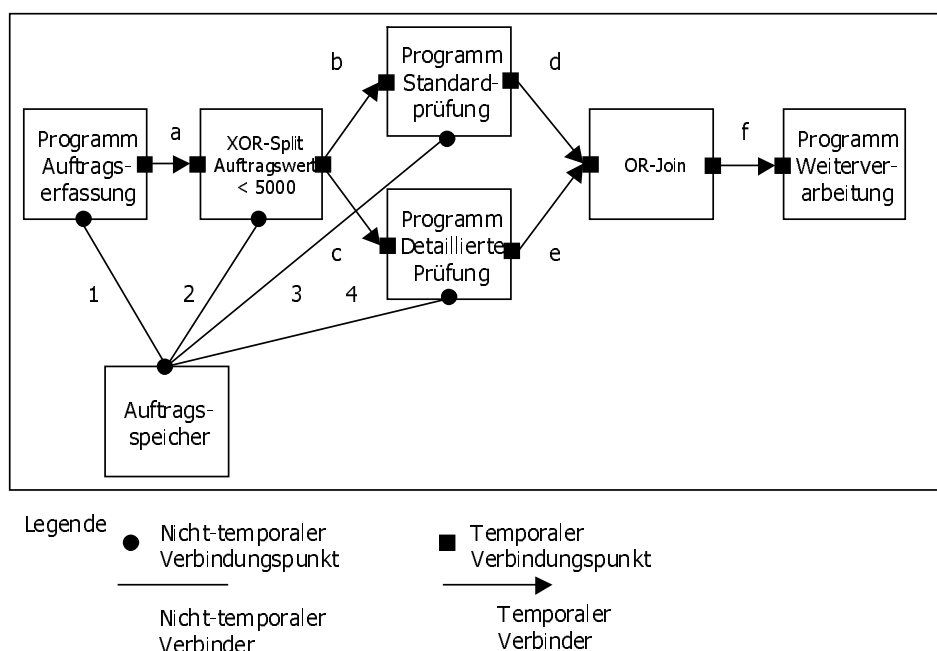 Programm
Auftrags-
erfassung
a
XOR-Split
Auftragswert
< 5000
b
Programm
Standard-
prüfung
d
c
Programm
Detaillierte
Prüfung
e
OR-Join
f
Programm
Weiterver-
arbeitung
1
2
3
4
Auftrags-
speicher
Legende
Nicht-temporaler
Verbindungspunkt
Temporaler
Verbindungspunkt
Nicht-temporaler
Verbinder
Temporaler
Verbinder